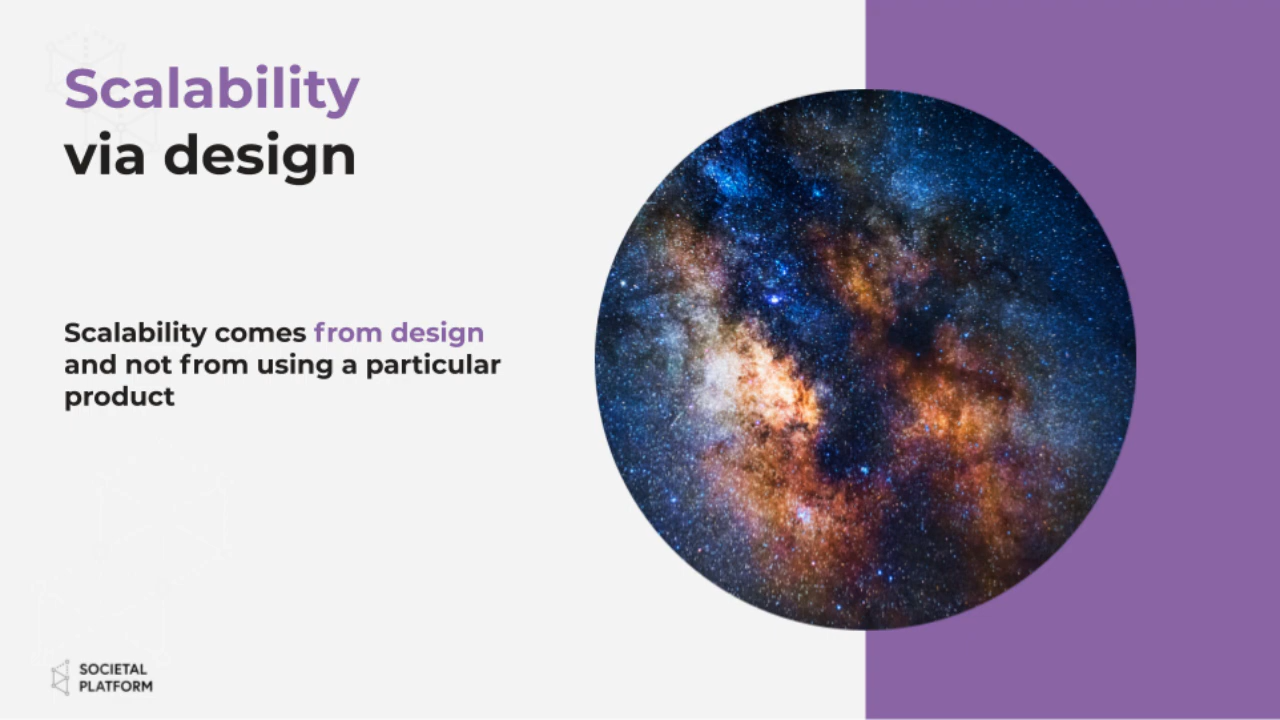 Scalability
via design
Scalability comes from design
and not from using a particular
product
SOCIETAL
PLATFORM